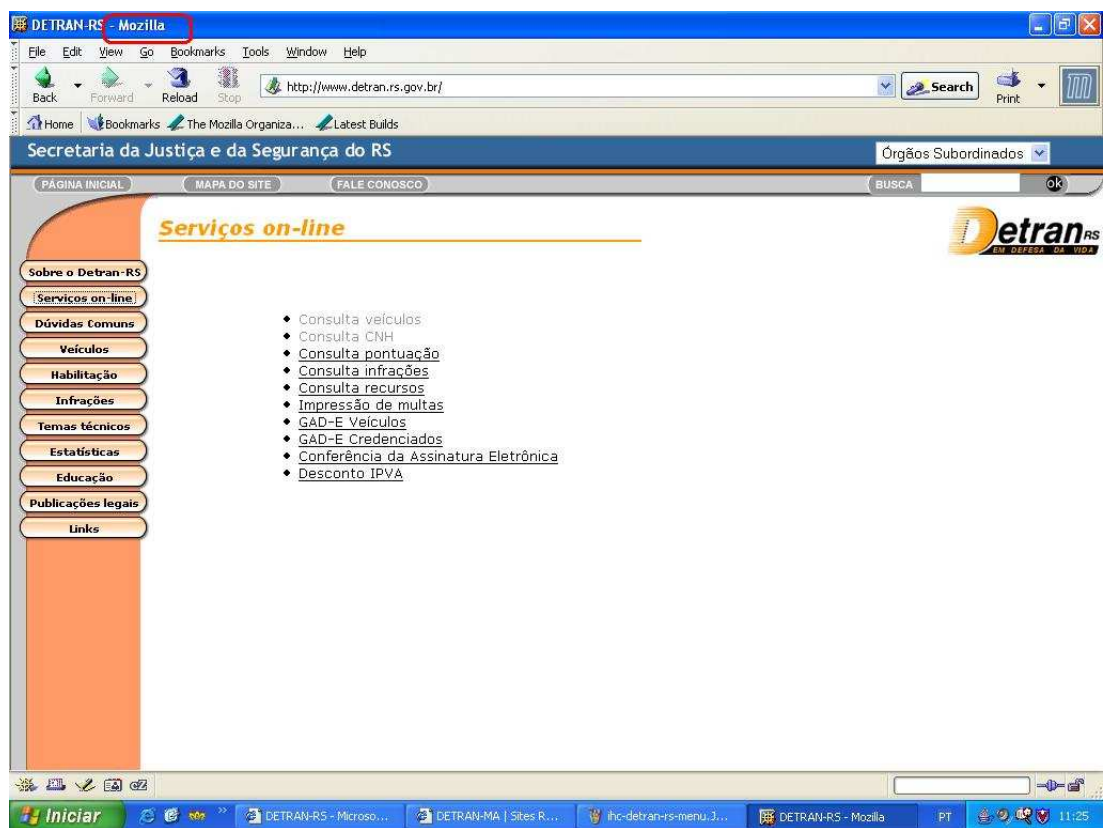 DETRAN-RS - Mozilla
File Edit View Go Bookmarks Tools Window Help
Back Forward Reload Stop http://www.detran.rs.gov.br/ Search Print
Home Bookmarks The Mozilla Organiza... Latest Builds
Secretaria da Justiça e da Segurança do RS Órgãos Subordinados
PÁGINA INICIAL MAPA DO SITE FALE CONOSCO BUSCA ok
Serviços on-line
Detran RS
EM DEFESA DA VIDA
Sobre o Detran-RS
Serviços on-line
Dúvidas Comuns
Veículos
Habilitação
Infrações
Temas técnicos
Estatísticas
Educação
Publicações legais
Links
Consulta veículos
Consulta CNH
Consulta pontuação
Consulta infrações
Consulta recursos
Impressão de multas
GAD-E Veículos
GAD-E Credenciados
Conferência da Assinatura Eletrônica
Desconto IPVA
Iniciar DETRAN-RS - Microso... DETRAN-MA | Sites R... ihc-detran-rs-menu.J... DETRAN-RS - Mozilla PT 11:25